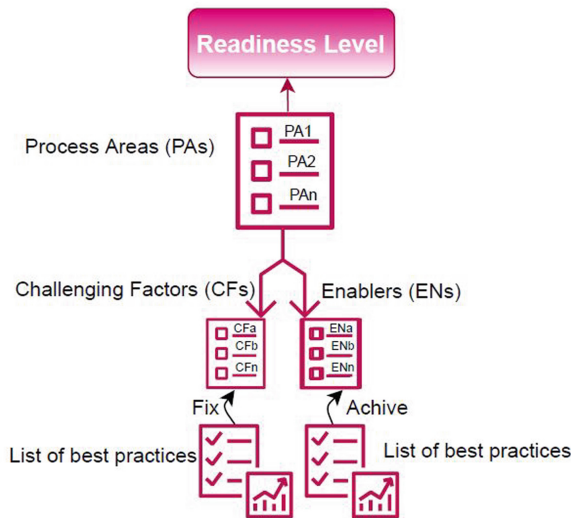 Readiness Level
Process Areas (PAs)
PA1
PA2
PAn
Challenging Factors (CFs)
Enablers (ENs)
CFa
CFb
CFn
ENa
ENb
ENn
Fix
Achive
List of best practices
List of best practices